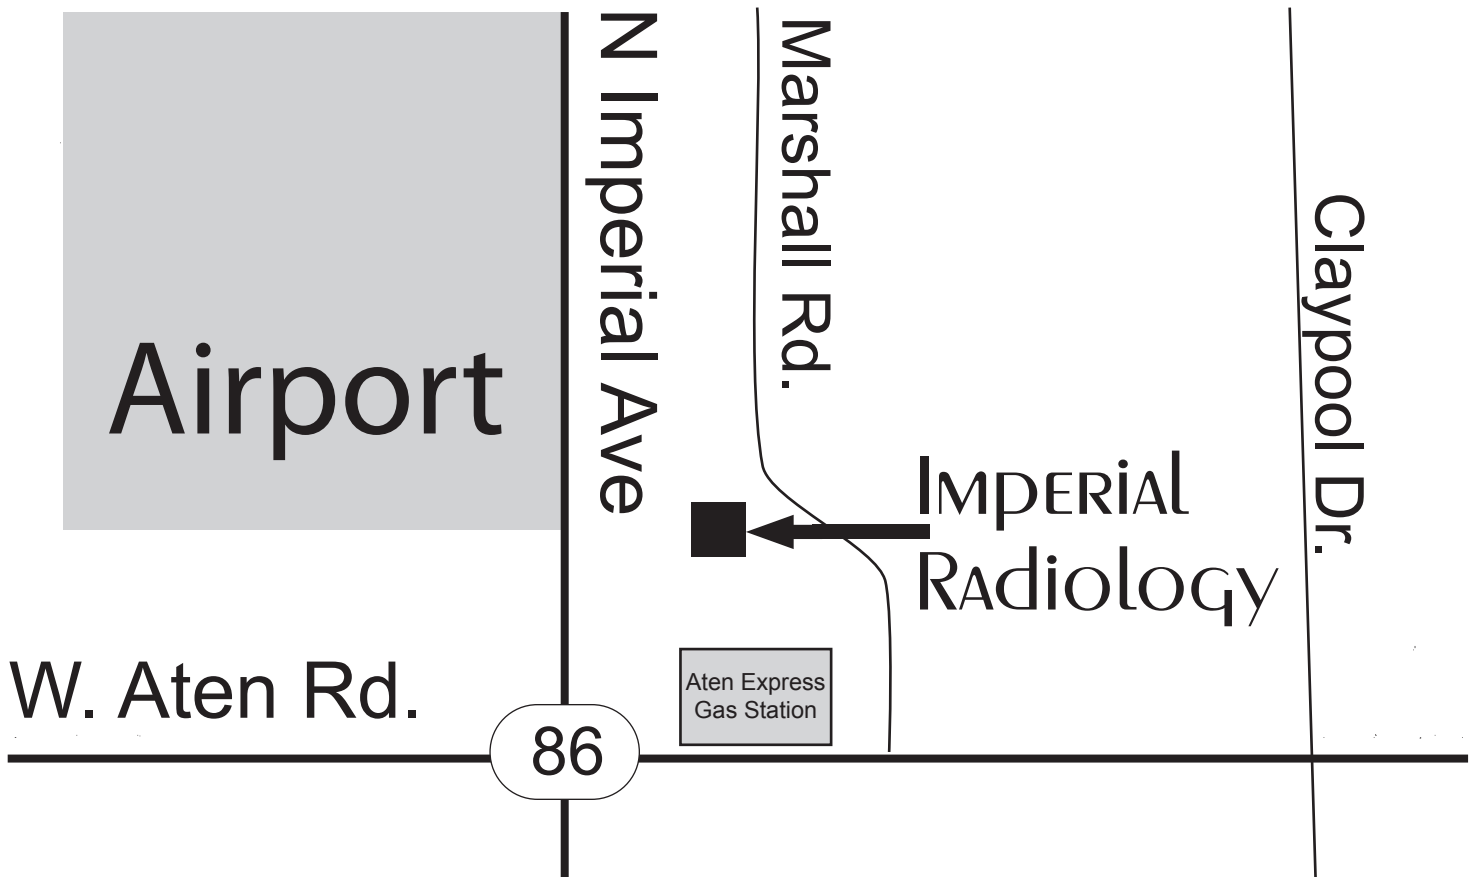 N Imperial Ave
Marshall Rd.
Claypool Dr.
Airport
Imperial
Radiology
W. Aten Rd.
Aten Express
Gas Station
86